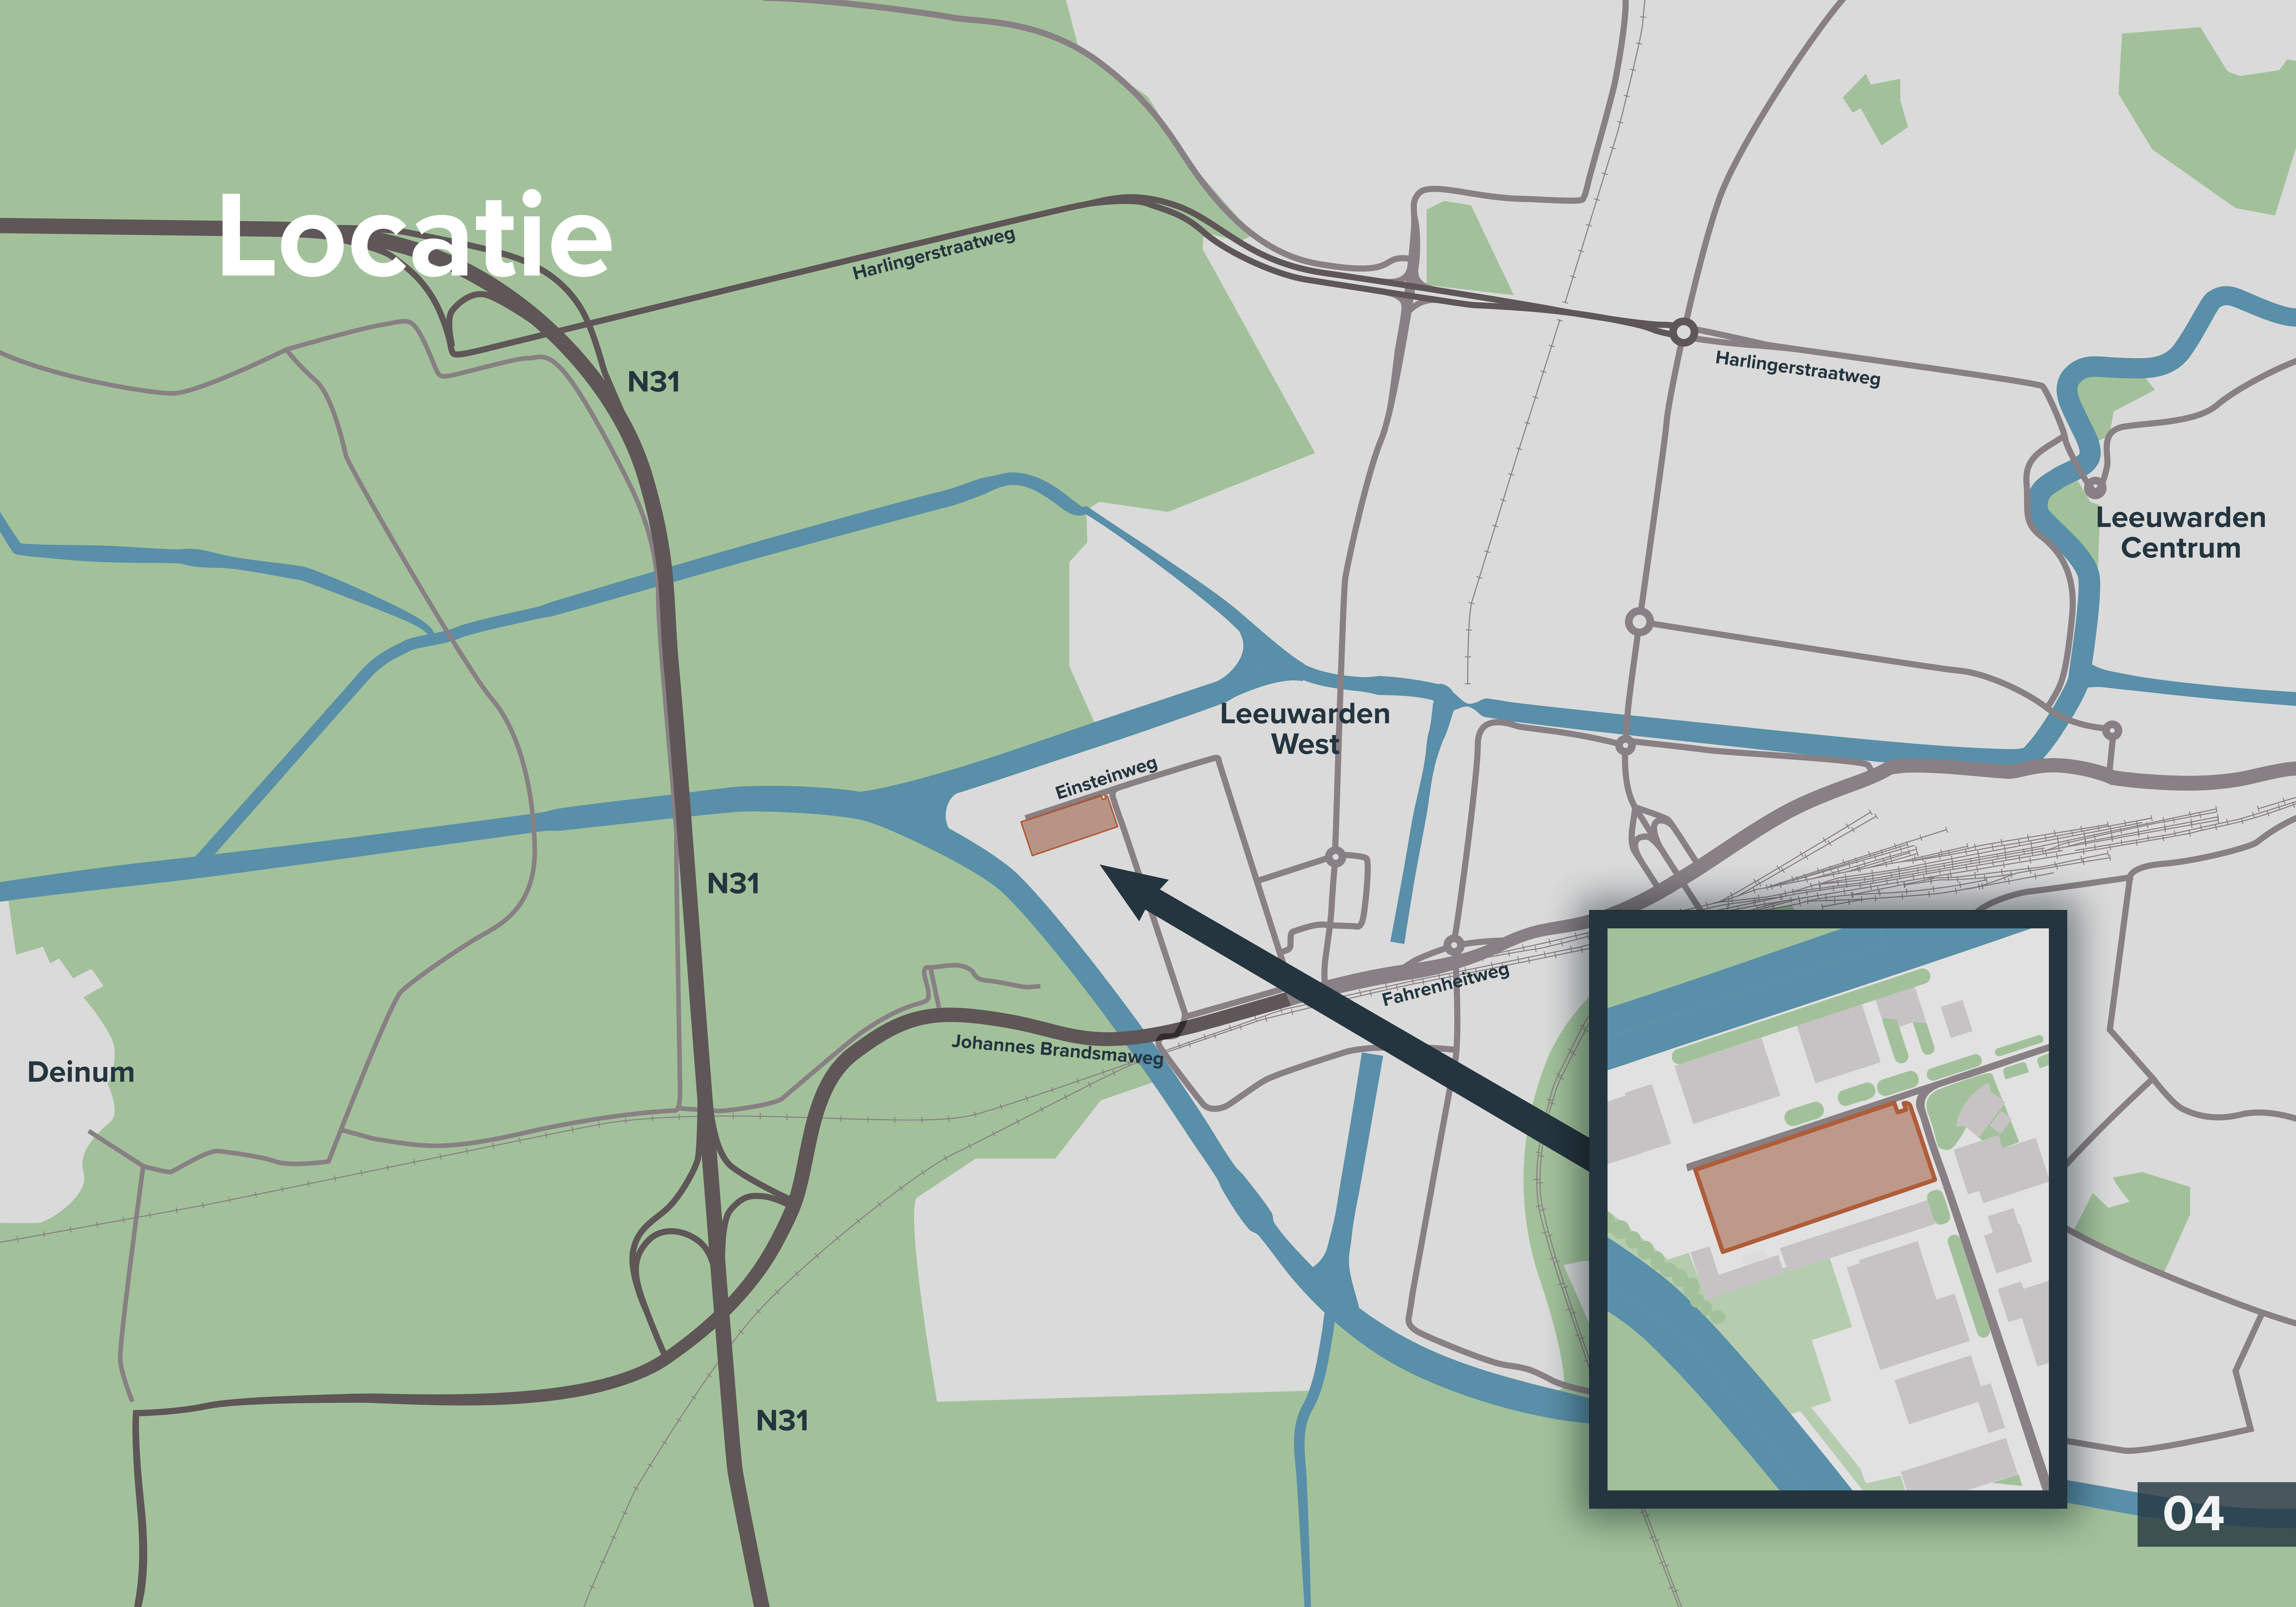 Locatie
Harlingerstraatweg
N31
Harlingerstraatweg
Leeuwarden
Centrum
Leeuwarden
West
Einsteinweg
N31
Fahrenheitweg
Johannes Brandsmaweg
Deinum
N31
04